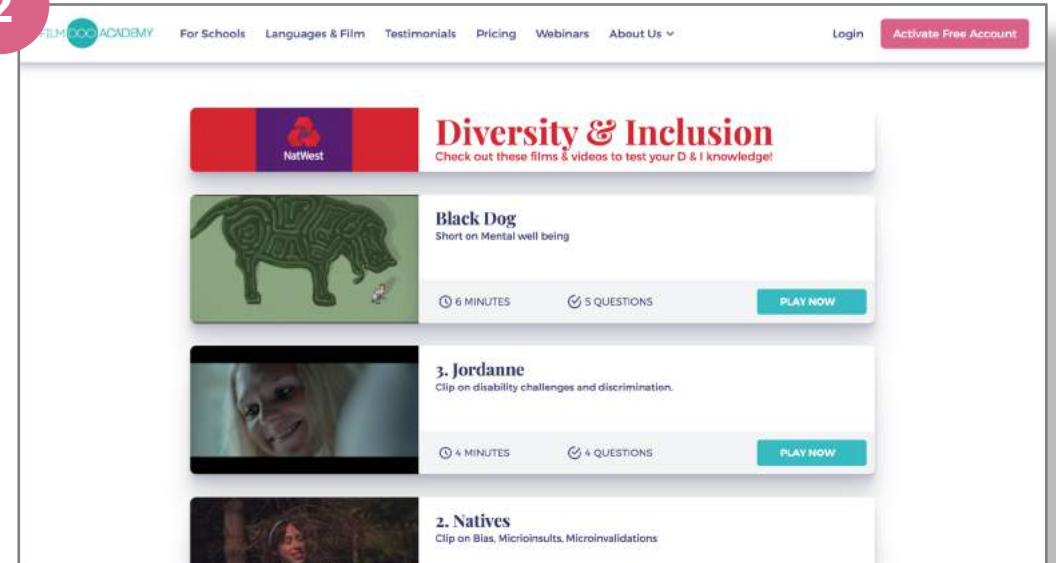 2
FILM DOO ACADEMY For Schools Languages & Film Testimonials Pricing Webinars About Us Login Activate Free Account
NatWest
Diversity & Inclusion
Check out these films & videos to test your D & I knowledge!
Black Dog
Short on Mental well being
6 MINUTES 5 QUESTIONS PLAY NOW
3. Jordanne
Clip on disability challenges and discrimination.
4 MINUTES 4 QUESTIONS PLAY NOW
2. Natives
Clip on Bias, Microinsults, Microinvalidations